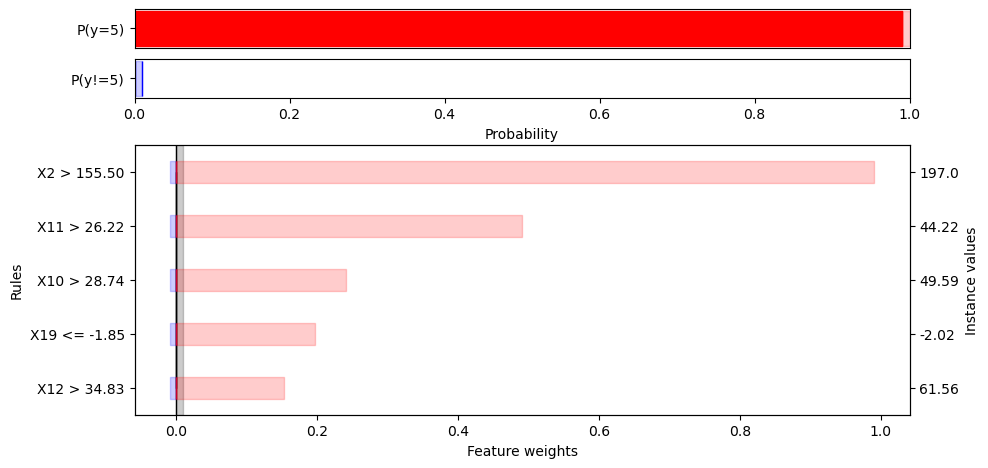 P(y=5)
P(y!=5)
0.0 0.2 0.4 0.6 0.8 1.0
Probability
X2 > 155.50 197.0
X11 > 26.22 44.22
X10 > 28.74 49.59
X19 <= -1.85 -2.02
X12 > 34.83 61.56
Rules
Instance values
0.0 0.2 0.4 0.6 0.8 1.0
Feature weights